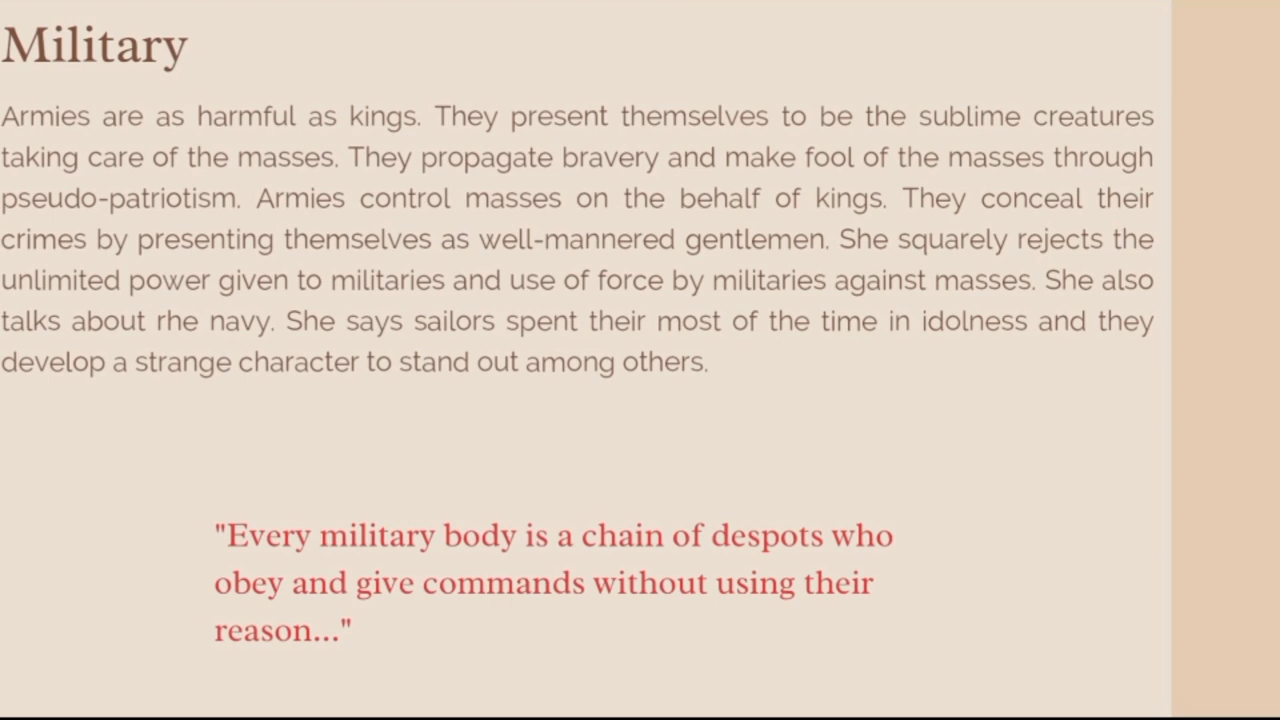 Military
Armies are as harmful as kings. They present themselves to be the sublime creatures
taking care of the masses. They propagate bravery and make fool of the masses through
pseudo-patriotism. Armies control masses on the behalf of kings. They conceal their
crimes by presenting themselves as well-mannered gentlemen. She squarely rejects the
unlimited power given to militaries and use of force by militaries against masses. She also
talks about rhe navy. She says sailors spent their most of the time in idolness and they
develop a strange character to stand out among others.
"Every military body is a chain of despots who
obey and give commands without using their
reason..."